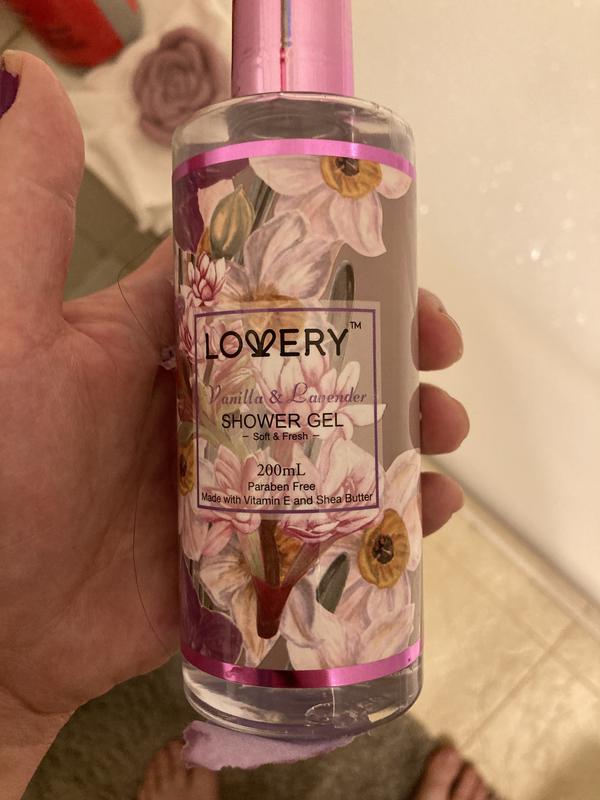 LOVERY™
Vanilla & Lavender
SHOWER GEL
– Soft & Fresh –
200mL
Paraben Free
Made with Vitamin E and Shea Butter